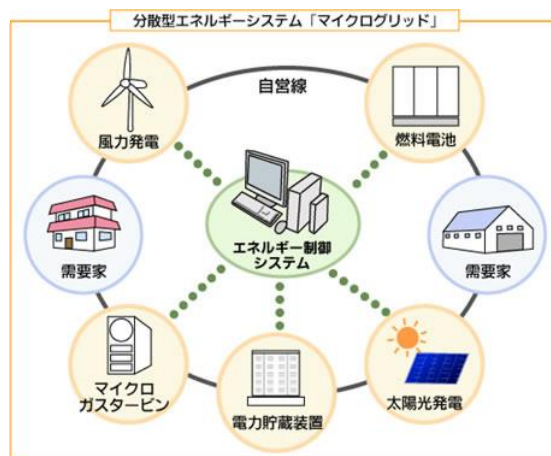 分散型エネルギーシステム「マイクログリッド」
自営線
風力発電
燃料電池
エネルギー制御
システム
需要家
需要家
マイクロ
ガスタービン
電力貯蔵装置
太陽光発電